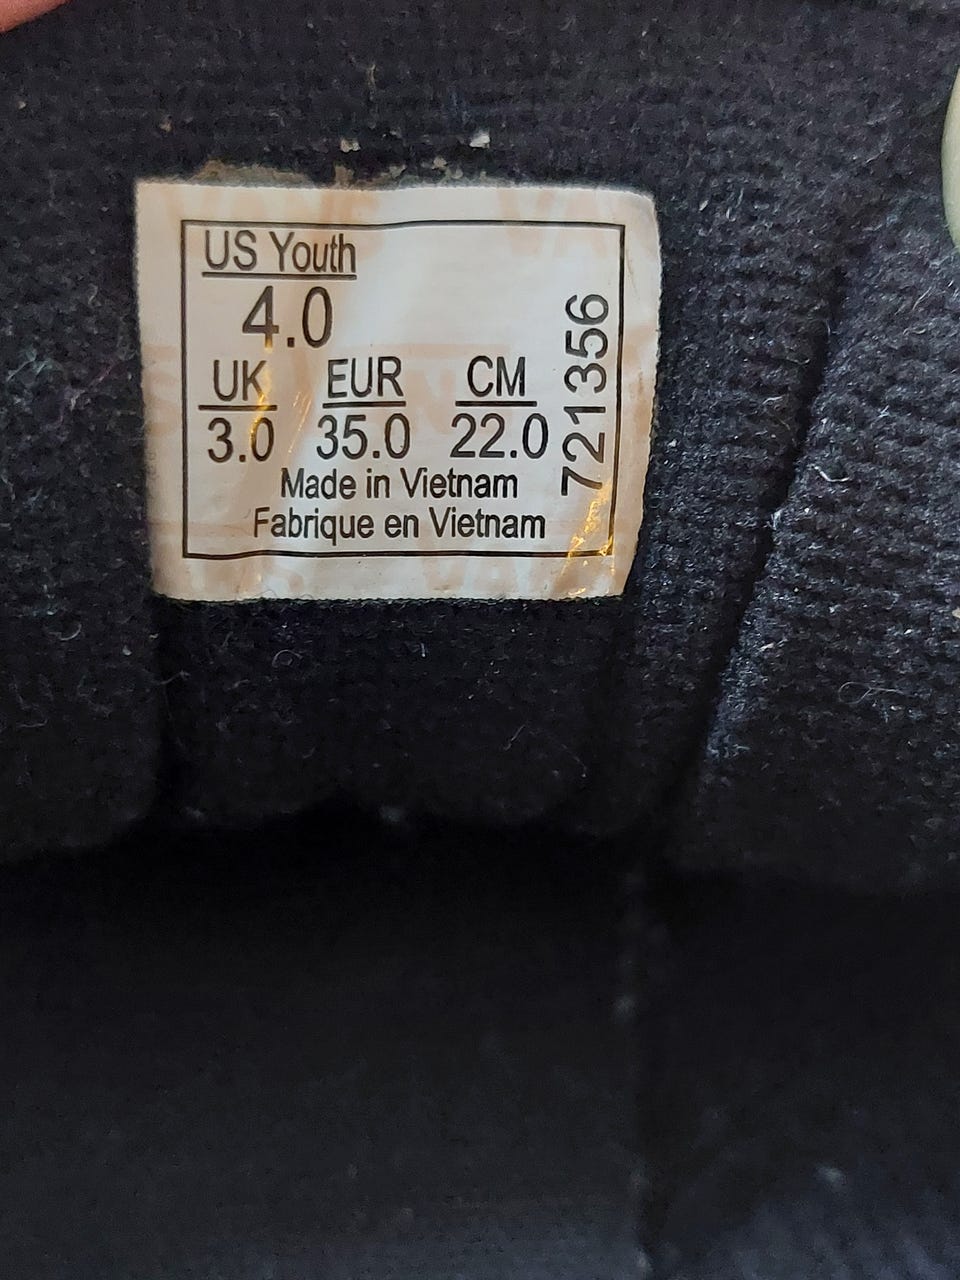 US Youth
4.0
UK EUR CM
3.0 35.0 22.0
Made in Vietnam
Fabrique en Vietnam
721356
VANS